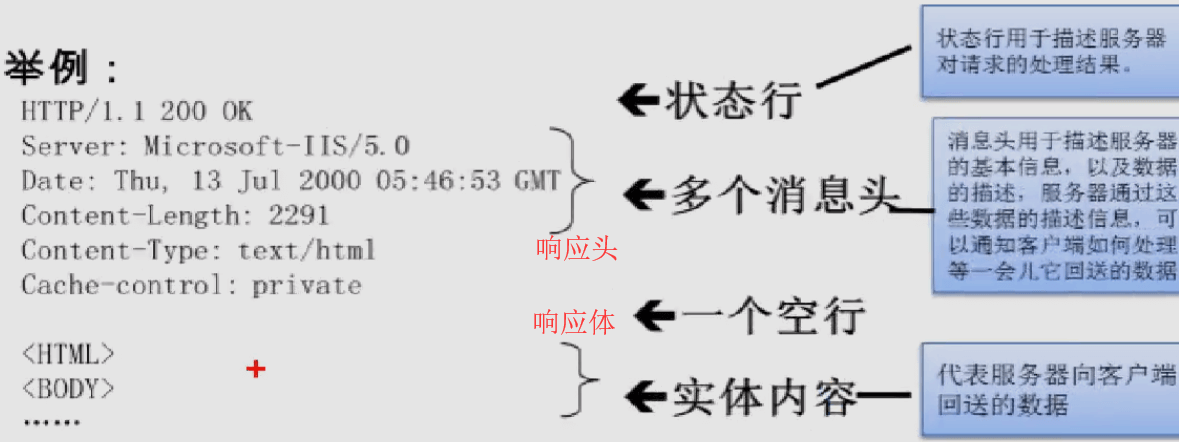 举例：
HTTP/1.1 200 OK
Server: Microsoft-IIS/5.0
Date: Thu, 13 Jul 2000 05:46:53 GMT
Content-Length: 2291
Content-Type: text/html
Cache-control: private
<HTML>
<BODY>
……
状态行
多个消息头
响应头
响应体
一个空行
实体内容
状态行用于描述服务器
对请求的处理结果。
消息头用于描述服务器
的基本信息，以及数据
的描述，服务器通过这
些数据的描述信息，可
以通知客户端如何处理
等一会儿它回送的数据
代表服务器向客户端
回送的数据